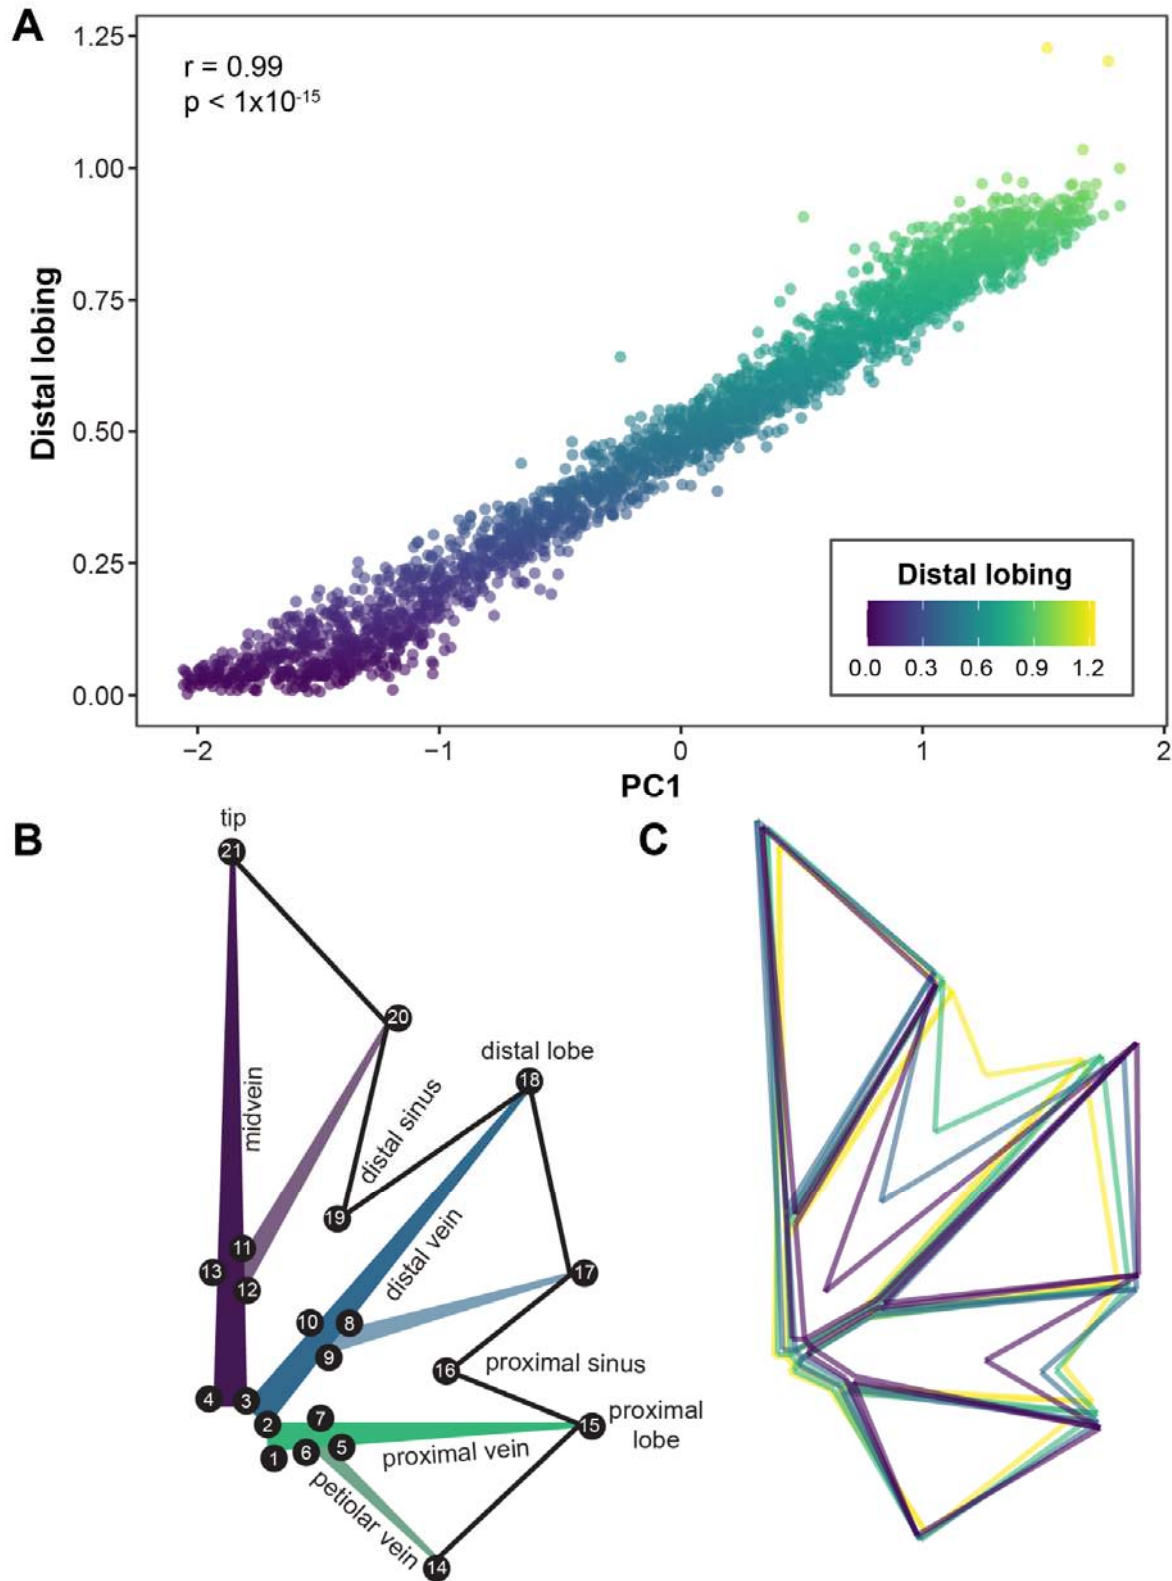 A
r = 0.99
p < 1x10⁻¹⁵
1.25
1.00
0.75
0.50
0.25
0.00
Distal lobing
Distal lobing
0.0 0.3 0.6 0.9 1.2
−2 −1 0 1 2
PC1
B
tip
21
20
midvein
distal lobe
18
distal sinus
19
distal vein
11
13
12
17
10
8
9
16
proximal sinus
4
3
2
7
15
proximal
lobe
1
6
5
proximal vein
petiolar vein
14
C